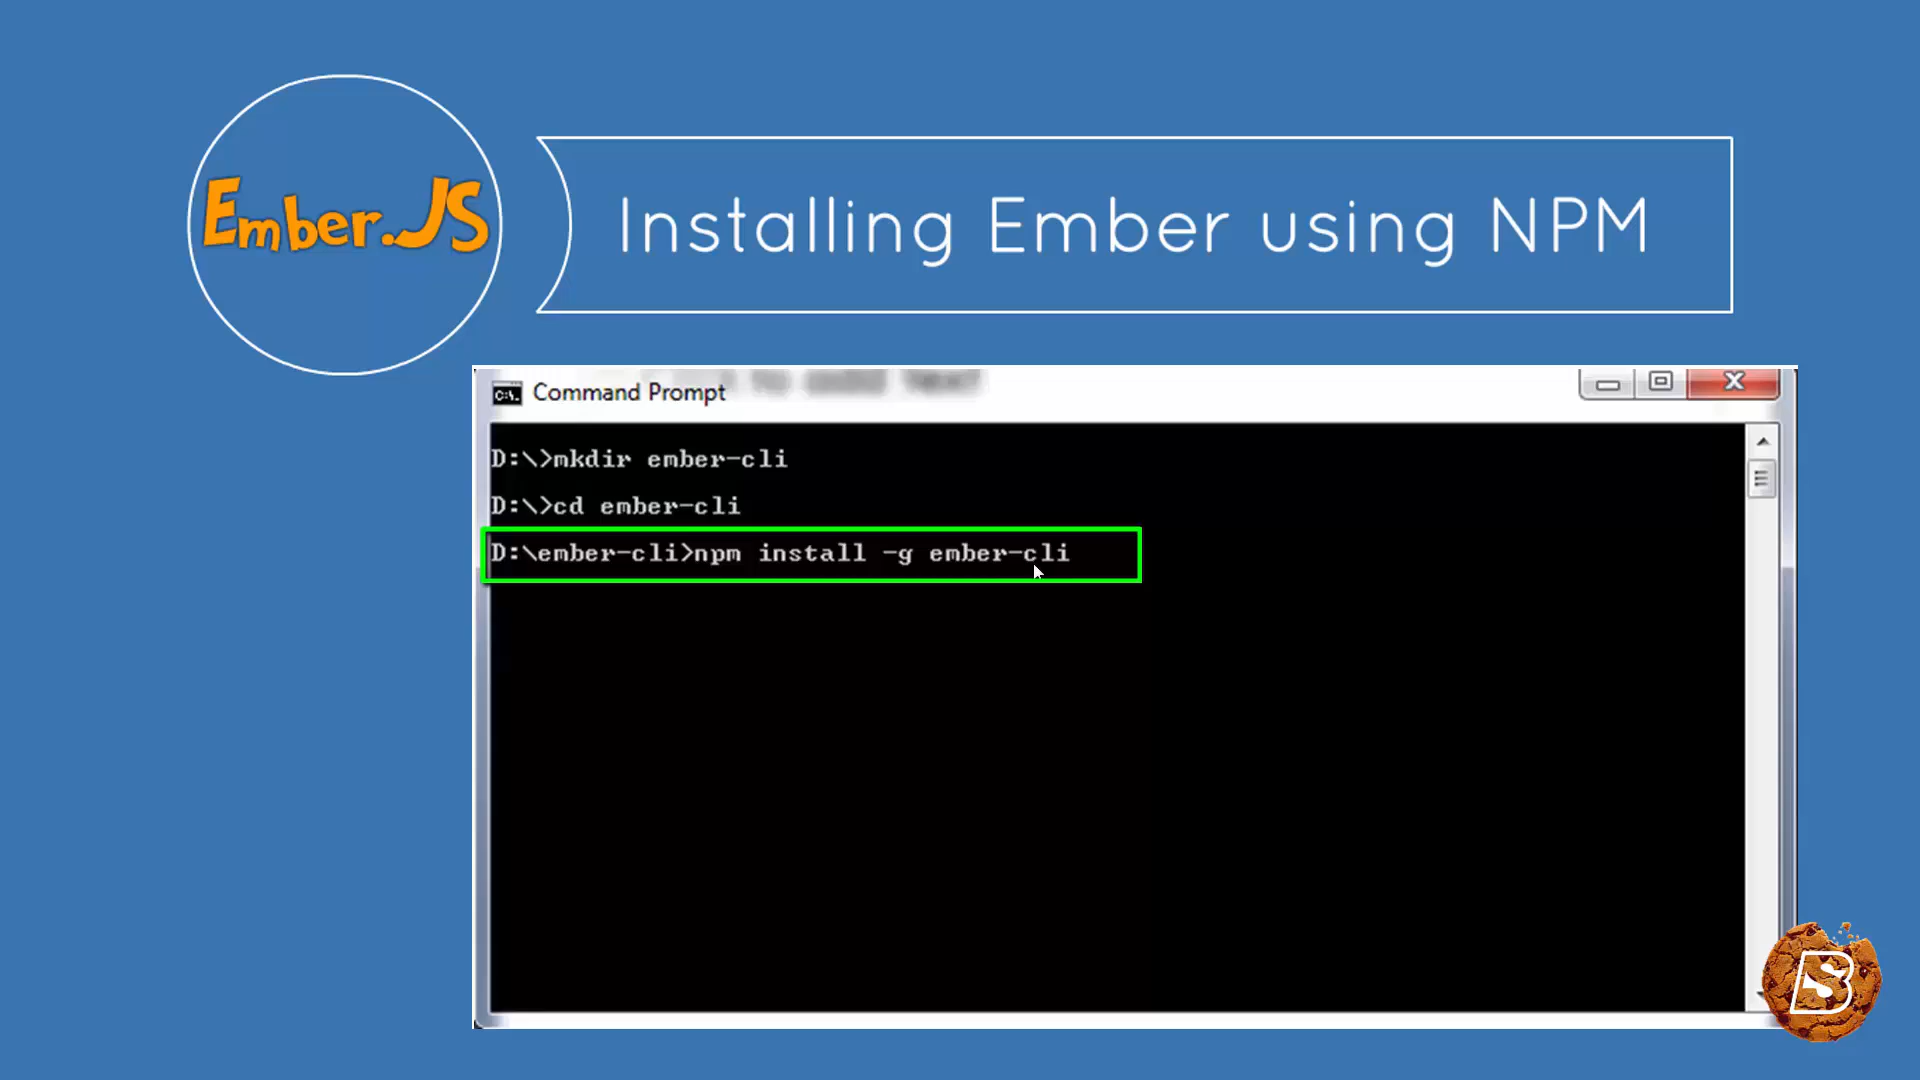 Ember.JS
Installing Ember using NPM
C:\.
Command Prompt
D:\>mkdir ember-cli
D:\>cd ember-cli
D:\ember-cli>npm install -g ember-cli